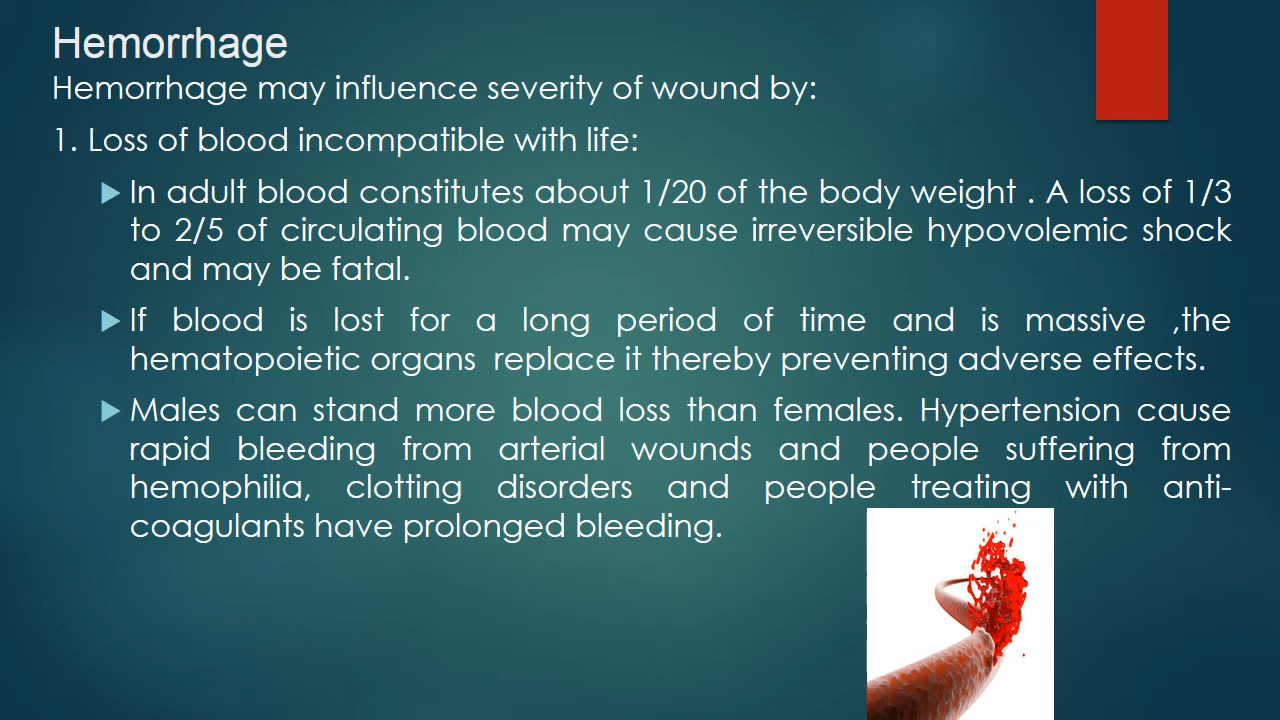 Hemorrhage
Hemorrhage may influence severity of wound by:
1. Loss of blood incompatible with life:
In adult blood constitutes about 1/20 of the body weight . A loss of 1/3
to 2/5 of circulating blood may cause irreversible hypovolemic shock
and may be fatal.
If blood is lost for a long period of time and is massive ,the
hematopoietic organs  replace it thereby preventing adverse effects.
Males can stand more blood loss than females. Hypertension cause
rapid bleeding from arterial wounds and people suffering from
hemophilia, clotting disorders and people treating with anti-
coagulants have prolonged bleeding.